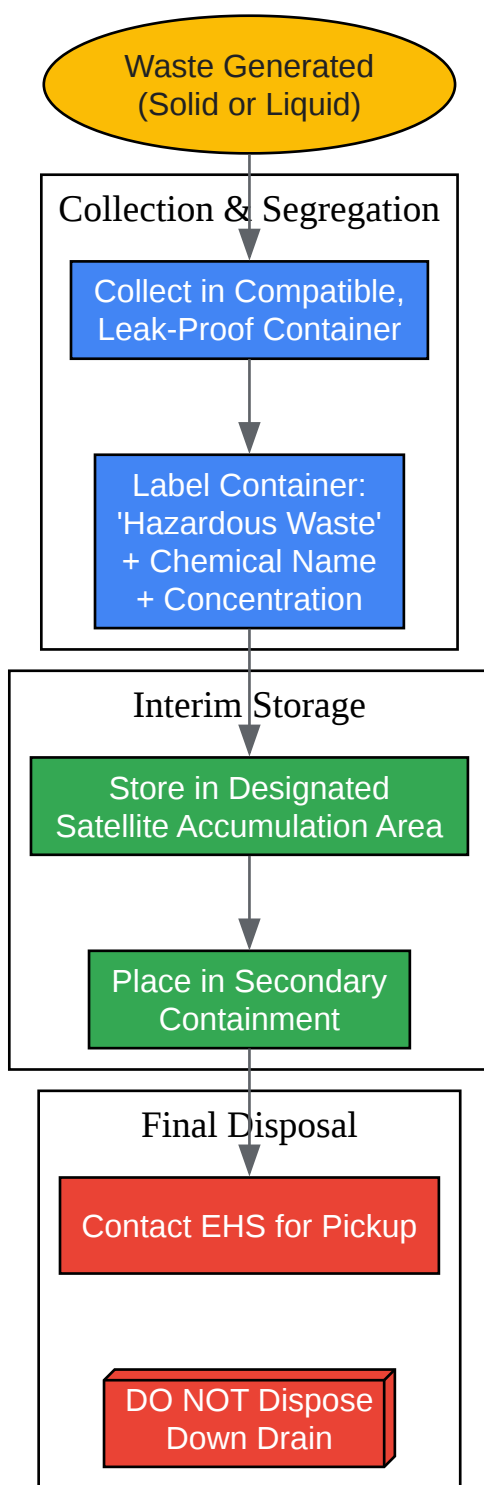 Waste Generated
(Solid or Liquid)
Collection & Segregation
Collect in Compatible,
Leak-Proof Container
Label Container:
'Hazardous Waste'
+ Chemical Name
+ Concentration
Interim Storage
Store in Designated
Satellite Accumulation Area
Place in Secondary
Containment
Final Disposal
Contact EHS for Pickup
DO NOT Dispose
Down Drain